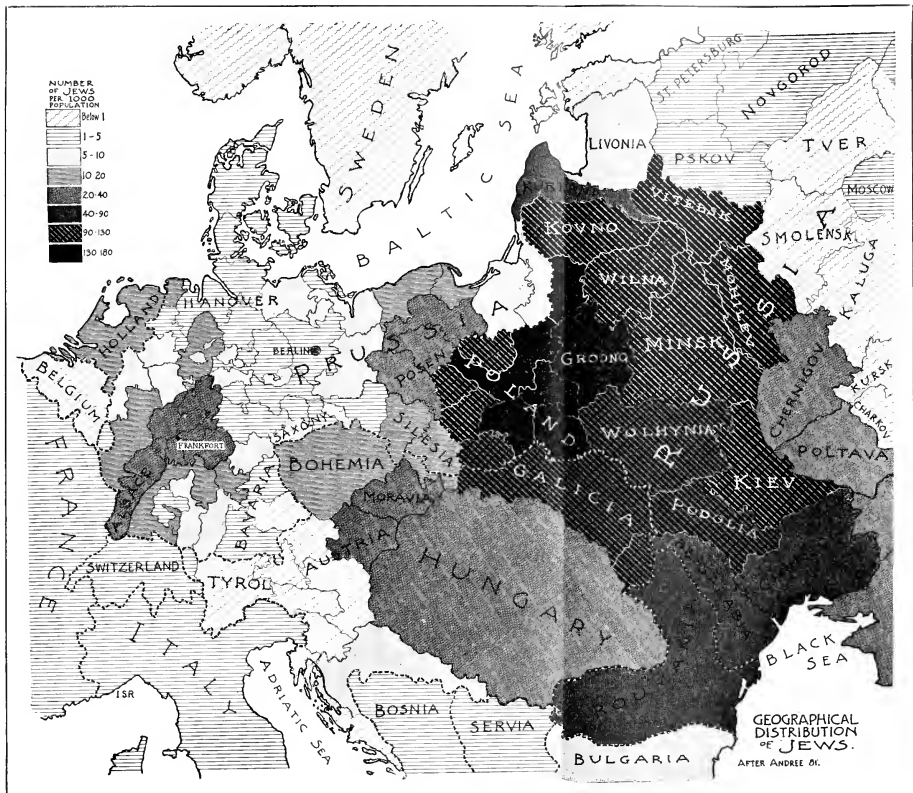 NUMBER
OF JEWS
PER 1000
POPULATION
Below 1
1-5
5-10
10-20
20-40
40-90
90-130
130-180
SWEDEN
BALTIC SEA
ST. PETERSBURG
NOVGOROD
LIVONIA
PSKOV
TVER
MOSCOW
KOVNO
VITEBSK
SMOLENSK
KALUGA
WILNA
MOHILEV
HOLLAND
HANOVER
BERLIN
PRUSSIA
POSEN
POLAND
GRODNO
MINSK
RUSSIA
CHERNIGOV
KURSK
CHARKOV
BELGIUM
SAXONY
SILESIA
FRANKFORT
BOHEMIA
WOLHYNIA
POLTAVA
FRANCE
ALSACE
BAVARIA
MORAVIA
GALICIA
KIEV
PODOLIA
AUSTRIA
HUNGARY
SWITZERLAND
TYROL
ITALY
ISR
ADRIATIC SEA
BOSNIA
SERVIA
BULGARIA
BLACK
SEA
GEOGRAPHICAL
DISTRIBUTION
OF JEWS.
AFTER ANDREE 81.